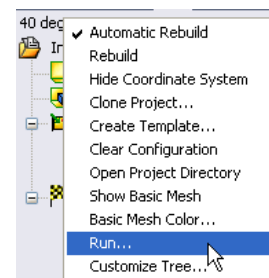 40 deg
Automatic Rebuild
In
Rebuild
Hide Coordinate System
Clone Project...
Create Template...
Clear Configuration
Open Project Directory
Show Basic Mesh
Basic Mesh Color...
Run...
Customize Tree...